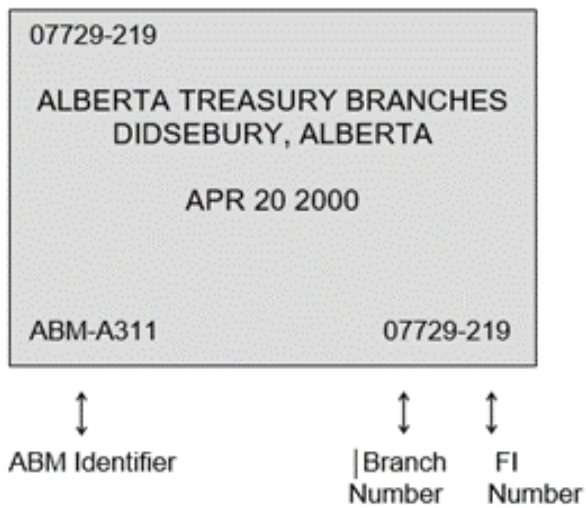 07729-219
ALBERTA TREASURY BRANCHES
DIDSEBURY, ALBERTA
APR 20 2000
ABM-A311 07729-219
ABM Identifier |Branch FI
Number Number